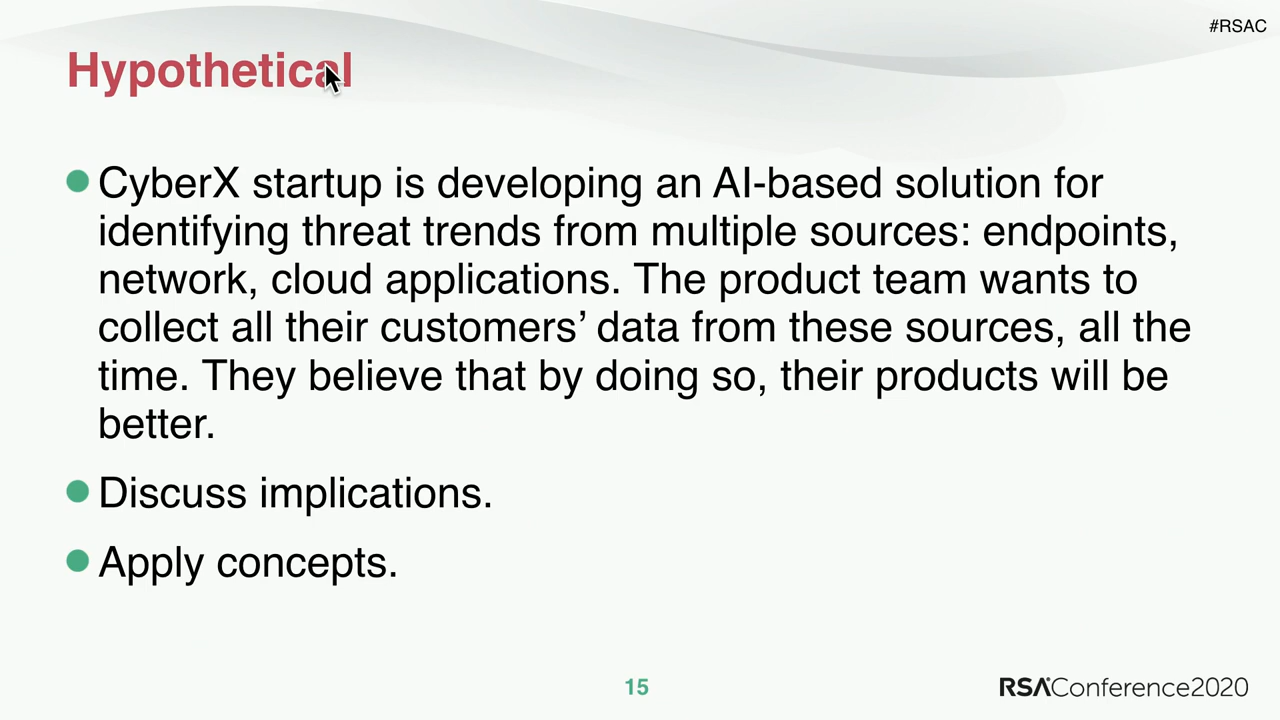 #RSAC
Hypothetical
CyberX startup is developing an AI-based solution for
identifying threat trends from multiple sources: endpoints,
network, cloud applications. The product team wants to
collect all their customers’ data from these sources, all the
time. They believe that by doing so, their products will be
better.
Discuss implications.
Apply concepts.
15
RSAConference2020